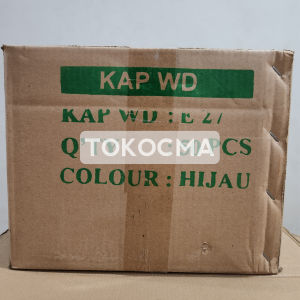 KAP WD
KAP WD : E 27
TOKOCMA
PCS
COLOUR : HIJAU